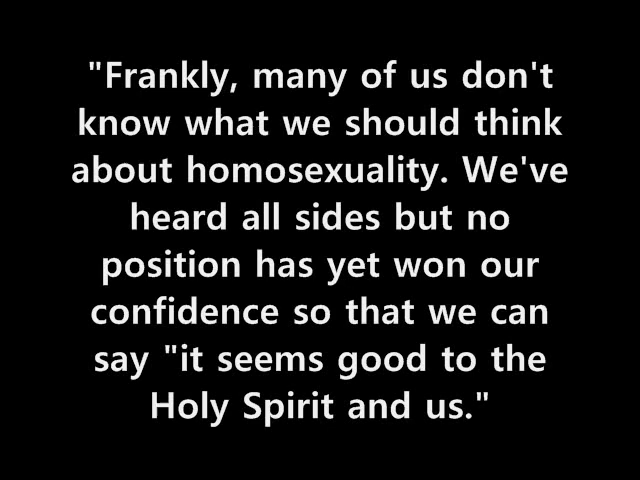 "Frankly, many of us don't
know what we should think
about homosexuality. We've
heard all sides but no
position has yet won our
confidence so that we can
say "it seems good to the
Holy Spirit and us."